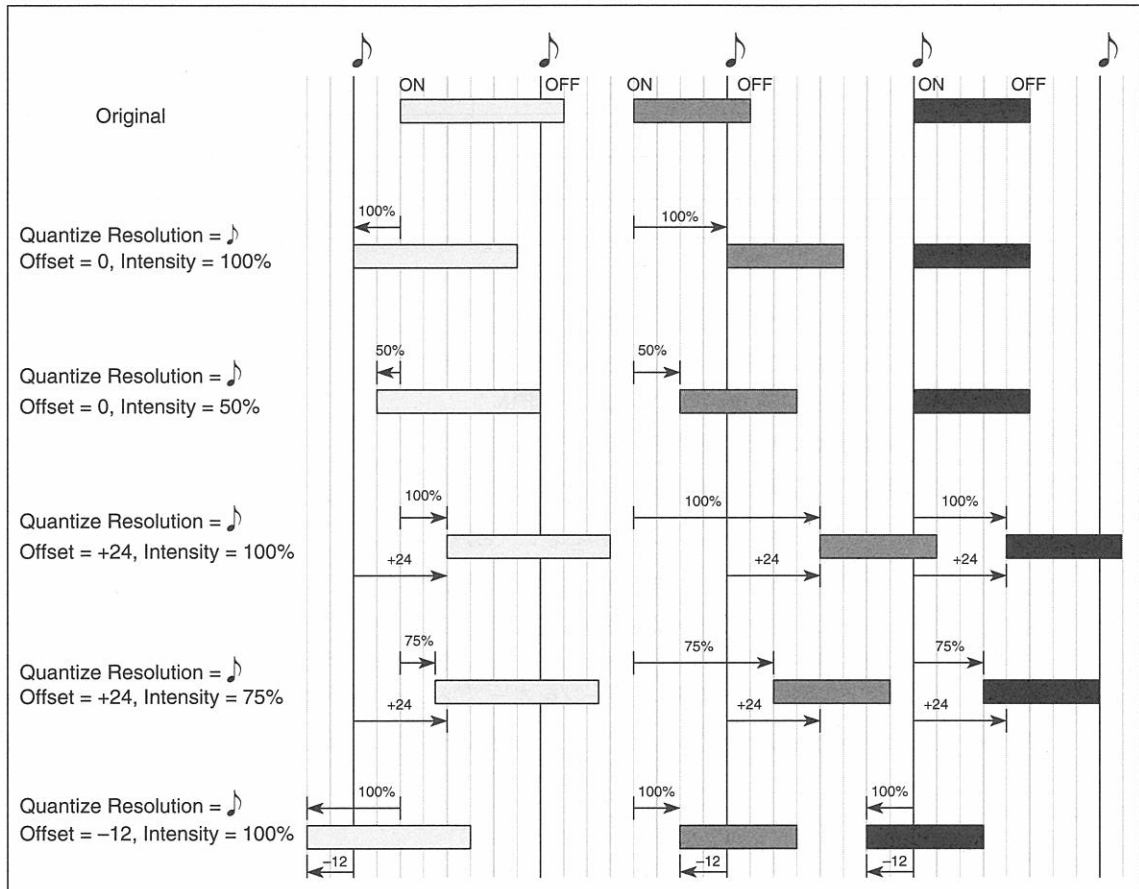 ON OFF ON OFF ON OFF
Original
100% 100%
Quantize Resolution = ♪
Offset = 0, Intensity = 100%
50% 50%
Quantize Resolution = ♪
Offset = 0, Intensity = 50%
100% 100% 100%
Quantize Resolution = ♪
Offset = +24, Intensity = 100%
+24 +24 +24
75% 75% 75%
Quantize Resolution = ♪
Offset = +24, Intensity = 75%
+24 +24 +24
100% 100% 100%
Quantize Resolution = ♪
Offset = –12, Intensity = 100%
–12 –12 –12